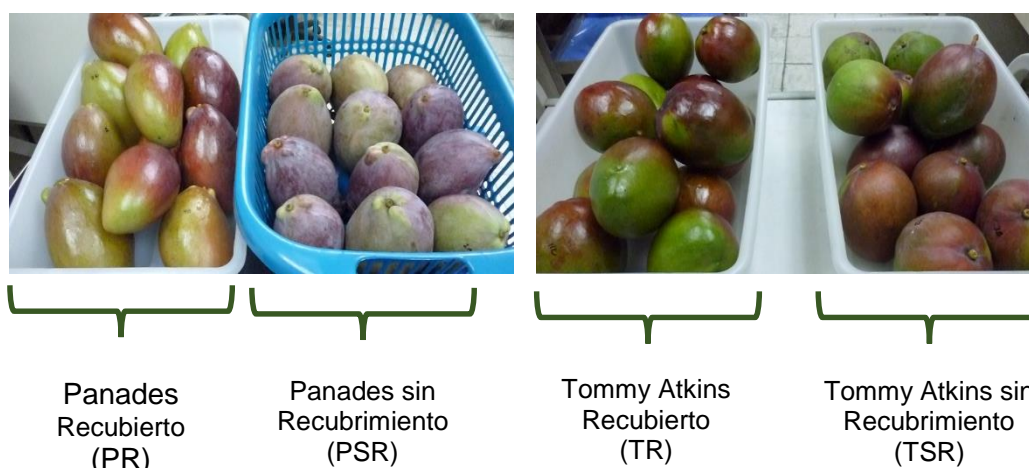 Panades
Recubierto
(PR)
Panades sin
Recubrimiento
(PSR)
Tommy Atkins
Recubierto
(TR)
Tommy Atkins sin
Recubrimiento
(TSR)